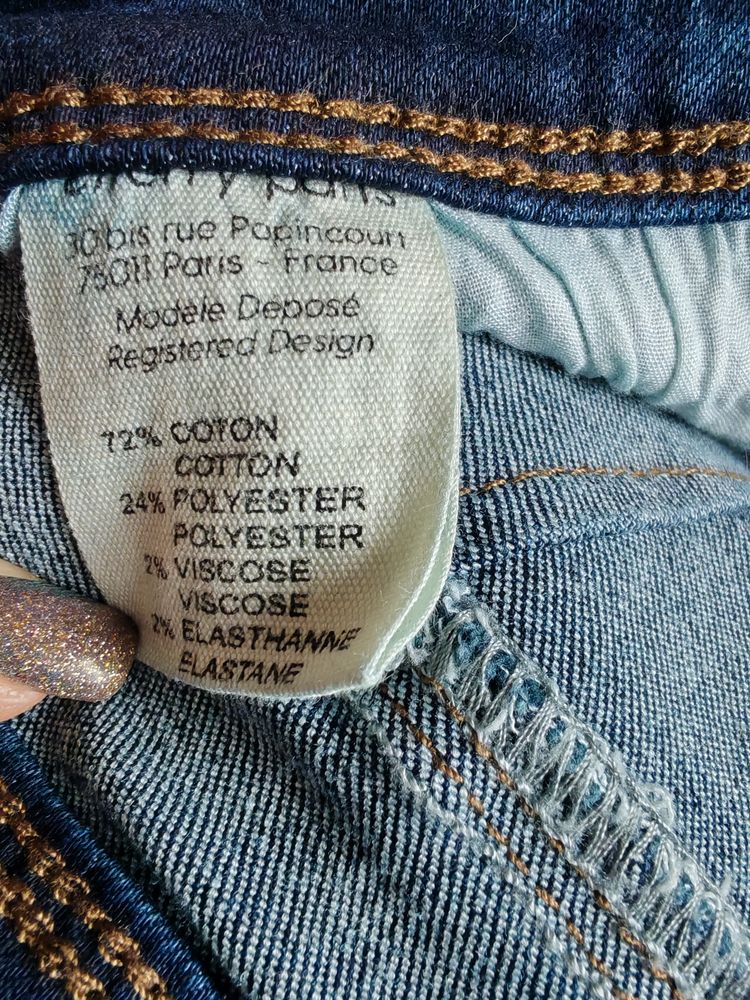 paris
30 bis rue Popincourt
75011 Paris - France
Modèle Deposé
Registered Design
72% COTON
COTTON
24% POLYESTER
POLYESTER
2% VISCOSE
VISCOSE
2% ELASTHANNE
ELASTANE